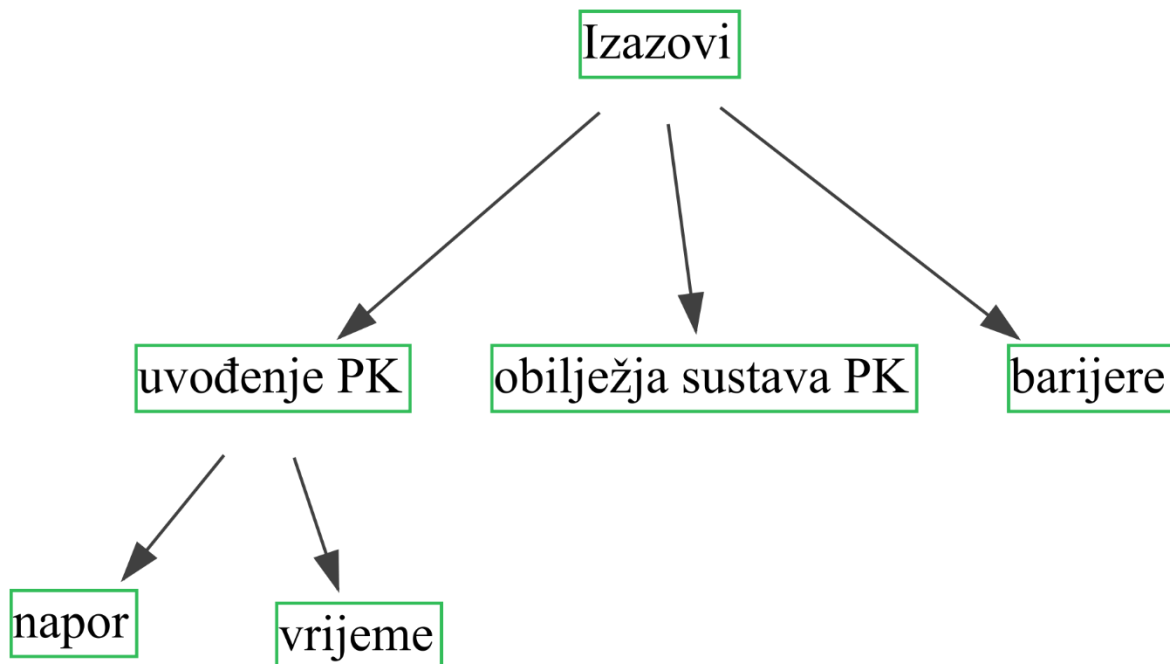 Izazovi
uvođenje PK
obilježja sustava PK
barijere
napor
vrijeme